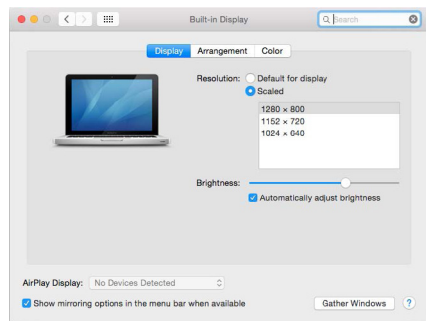 Built-in Display
Search
Display Arrangement Color
Resolution: Default for display
Scaled
1280 × 800
1152 × 720
1024 × 640
Brightness:
Automatically adjust brightness
AirPlay Display: No Devices Detected
Show mirroring options in the menu bar when available
Gather Windows ?